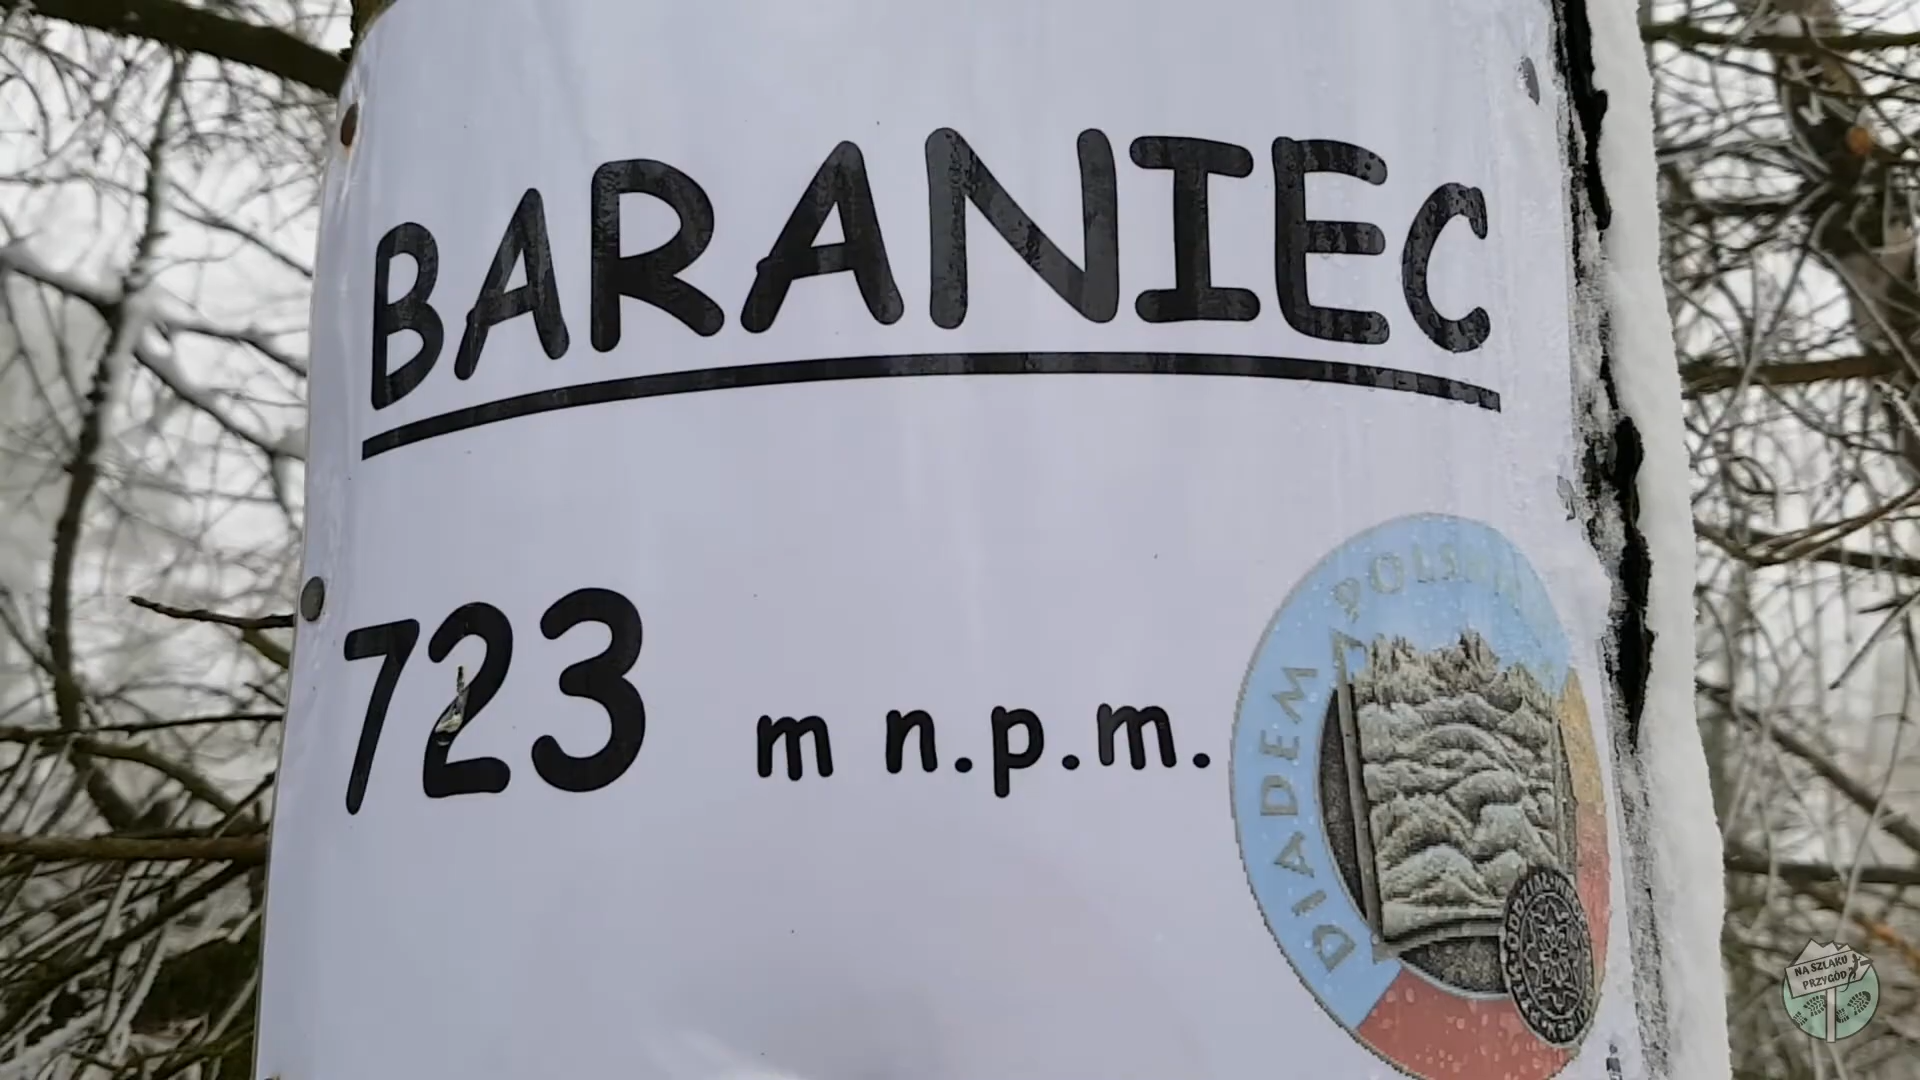 BARANIEC
723 m n.p.m.
DIADEM POLSKI
NA SZLAKU
PRZYGÓD